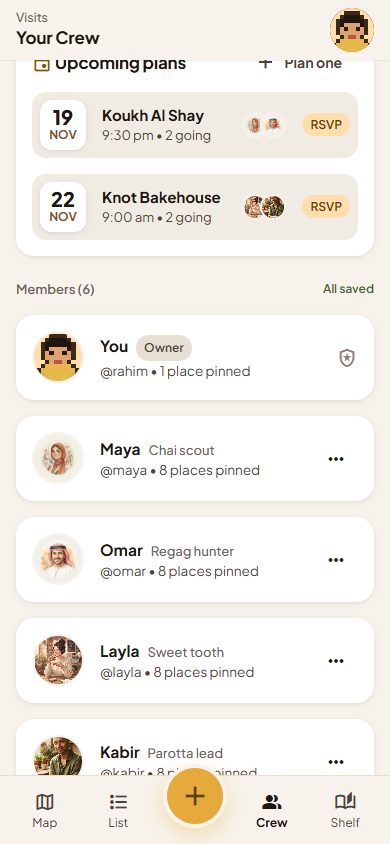 Visits
Your Crew
Upcoming plans
Plan one
19
NOV
Koukh Al Shay
9:30 pm • 2 going
RSVP
22
NOV
Knot Bakehouse
9:00 am • 2 going
RSVP
Members (6)
All saved
You Owner
@rahim • 1 place pinned
Maya Chai scout
@maya • 8 places pinned
Omar Regag hunter
@omar • 8 places pinned
Layla Sweet tooth
@layla • 8 places pinned
Kabir Parotta lead
@kabir • 8 pinned
Map
List
Crew
Shelf